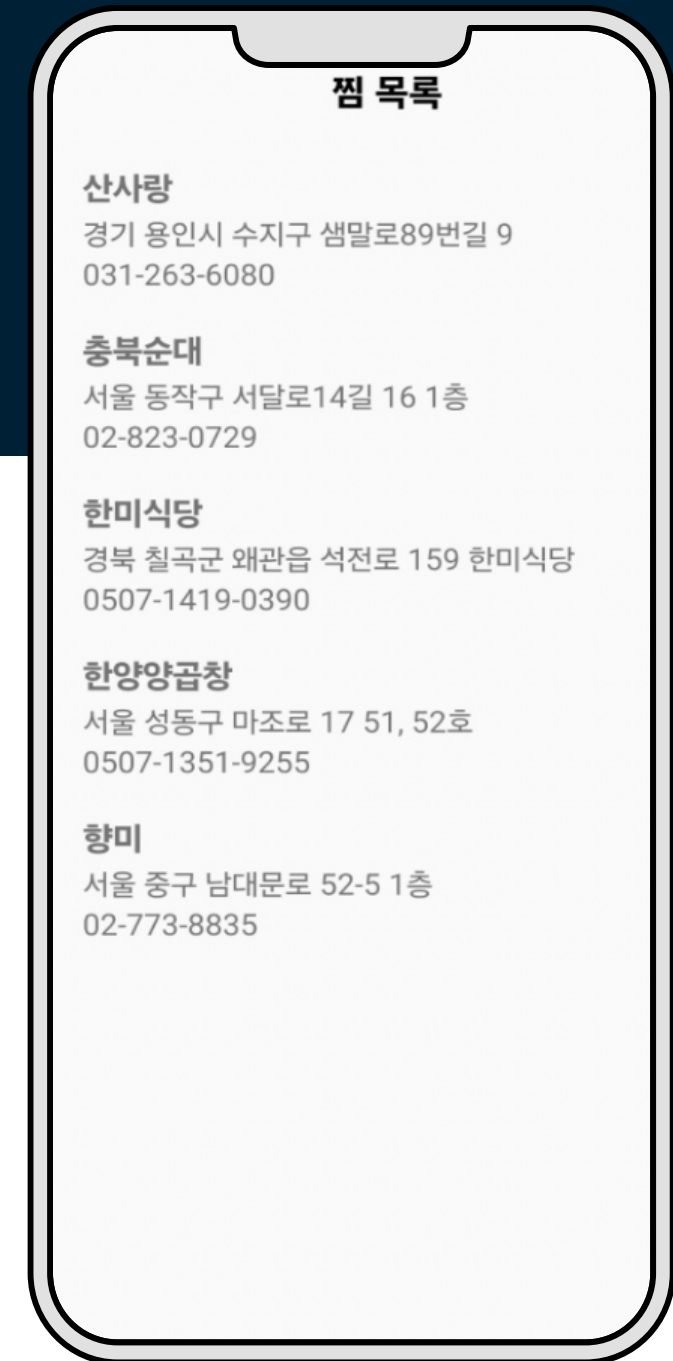 찜 목록
산사랑
경기 용인시 수지구 샘말로89번길 9
031-263-6080
충북순대
서울 동작구 서달로14길 16 1층
02-823-0729
한미식당
경북 칠곡군 왜관읍 석전로 159 한미식당
0507-1419-0390
한양양곱창
서울 성동구 마조로 17 51, 52호
0507-1351-9255
향미
서울 중구 남대문로 52-5 1층
02-773-8835